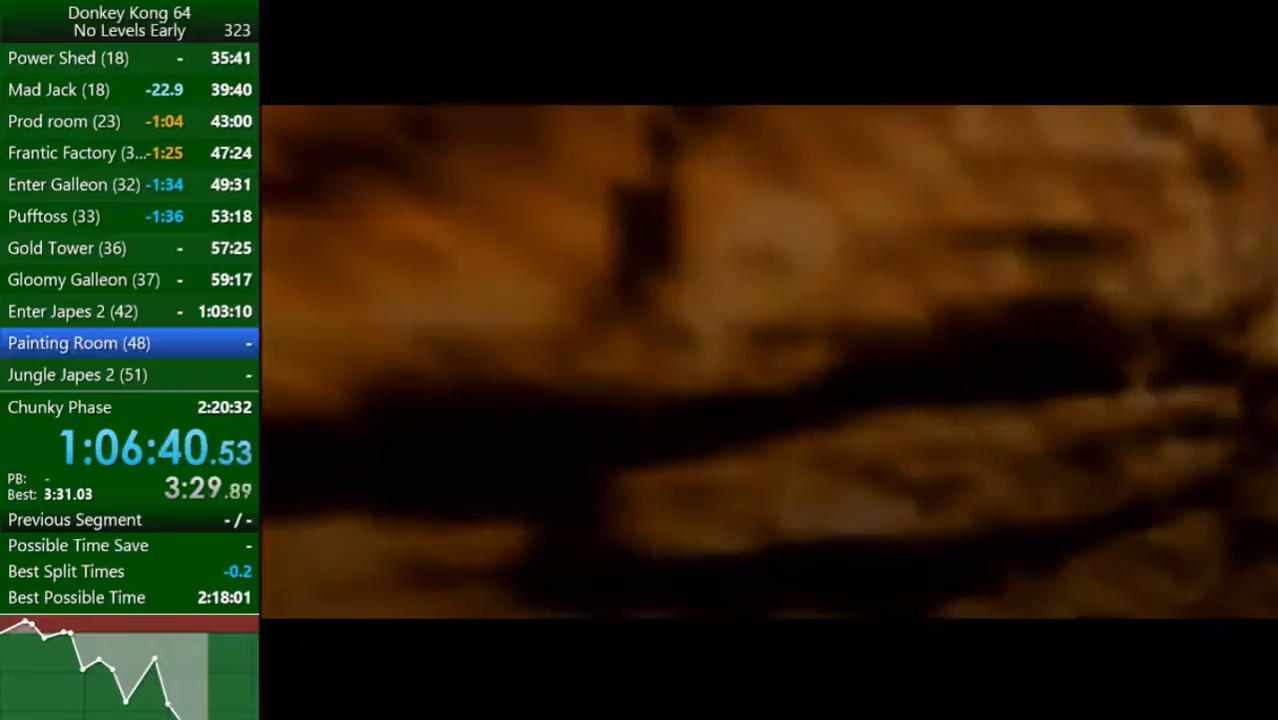 Donkey Kong 64
No Levels Early 323
Power Shed (18) - 35:41
Mad Jack (18) -22.9 39:40
Prod room (23) -1:04 43:00
Frantic Factory (3... -1:25 47:24
Enter Galleon (32) -1:34 49:31
Pufftoss (33) -1:36 53:18
Gold Tower (36) - 57:25
Gloomy Galleon (37) - 59:17
Enter Japes 2 (42) - 1:03:10
Painting Room (48) -
Jungle Japes 2 (51) -
Chunky Phase 2:20:32
1:06:40.53
PB: -
Best: 3:31.03 3:29.89
Previous Segment - / -
Possible Time Save -
Best Split Times -0.2
Best Possible Time 2:18:01